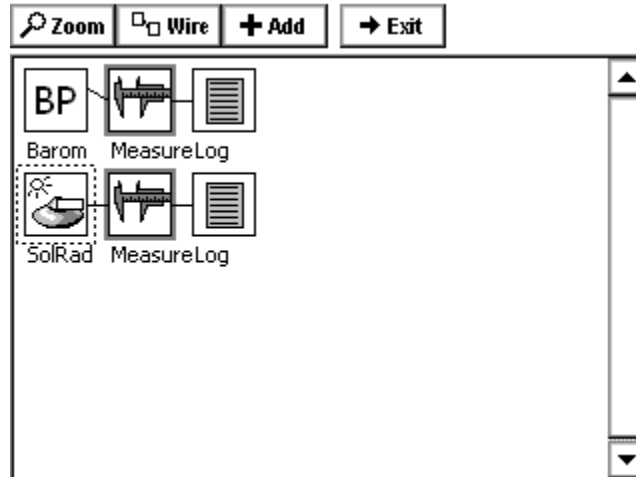 Zoom Wire Add Exit
BP
Barom MeasureLog
SolRad MeasureLog